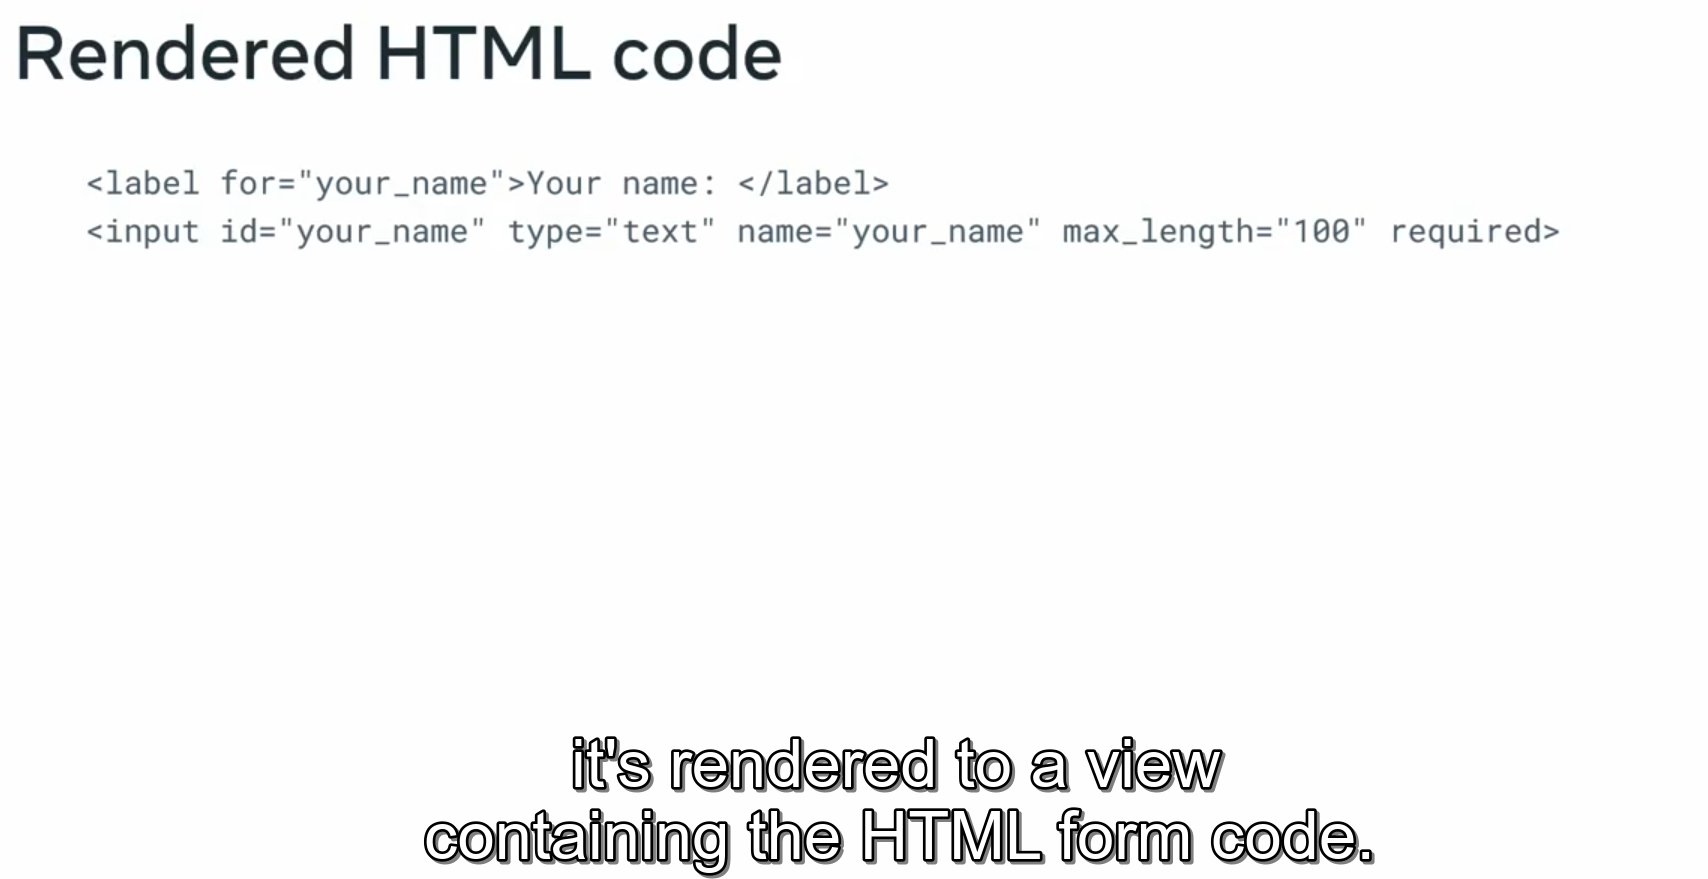 Rendered HTML code
<label for="your_name">Your name: </label>
<input id="your_name" type="text" name="your_name" max_length="100" required>
it's rendered to a view
containing the HTML form code.